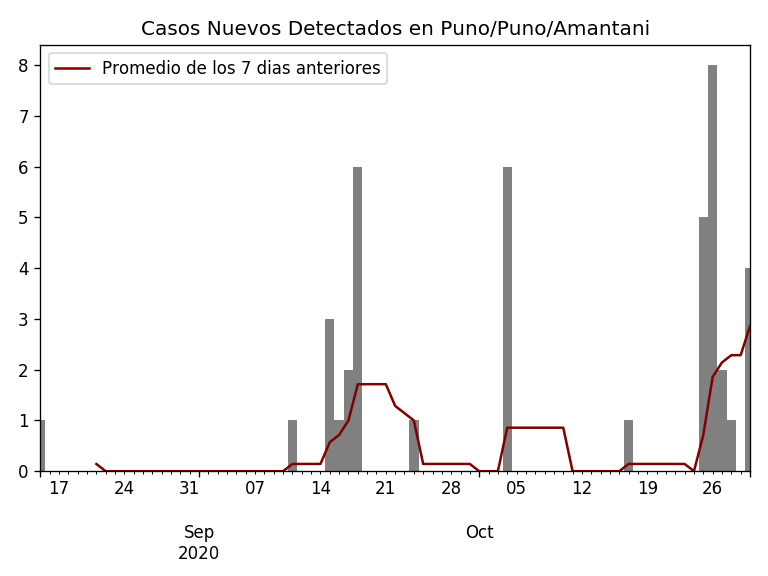 Casos Nuevos Detectados en Puno/Puno/Amantani
Promedio de los 7 dias anteriores
8
7
6
5
4
3
2
1
0
17 24 31 07 14 21 28 05 12 19 26
Sep Oct
2020